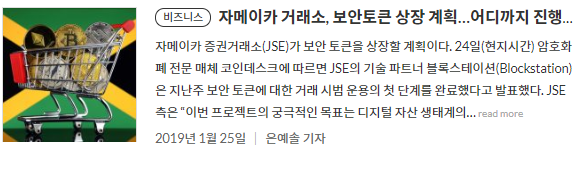 비즈니스 자메이카 거래소, 보안토큰 상장 계획...어디까지 진행...
자메이카 증권거래소(JSE)가 보안 토큰을 상장할 계획이다. 24일(현지시간) 암호화
폐 전문 매체 코인데스크에 따르면 JSE의 기술 파트너 블록스테이션(Blockstation)
은 지난주 보안 토큰에 대한 거래 시범 운용의 첫 단계를 완료했다고 발표했다. JSE
측은 “이번 프로젝트의 궁극적인 목표는 디지털 자산 생태계의... read more
2019년 1월 25일 | 은예솔 기자